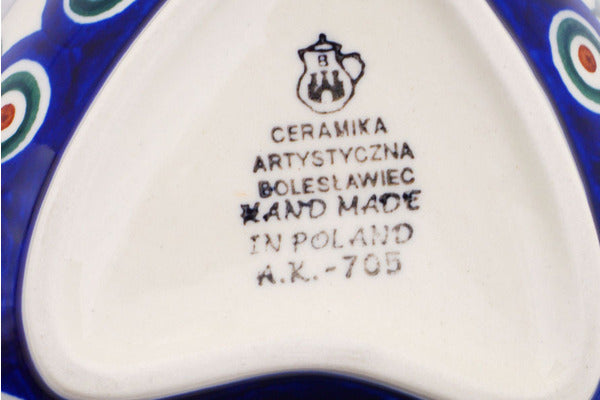 B
CERAMIKA
ARTYSTYCZNA
BOLESŁAWIEC
HAND MADE
IN POLAND
A.K.-705